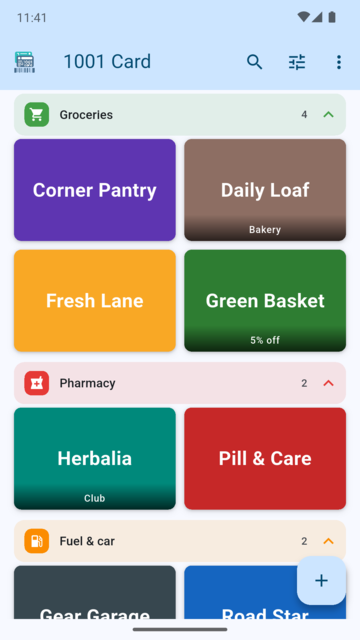 11:41
1001 Card
Groceries 4
Corner Pantry
Daily Loaf
Bakery
Fresh Lane
Green Basket
5% off
Pharmacy 2
Herbalia
Club
Pill & Care
Fuel & car 2
Gear Garage
Road Star